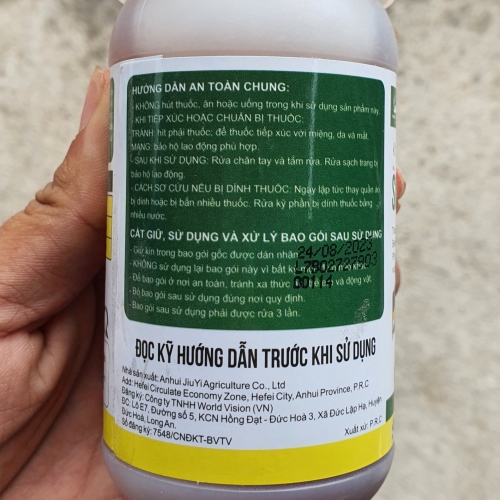 HƯỚNG DẪN AN TOÀN CHUNG:
- KHÔNG hút thuốc, ăn hoặc uống trong khi sử dụng sản phẩm này.
- KHI TIẾP XÚC HOẶC CHUẨN BỊ THUỐC:
TRÁNH: hít phải thuốc; để thuốc tiếp xúc với miệng, da và mắt.
MANG: bảo hộ lao động phù hợp.
- SAU KHI SỬ DỤNG: Rửa chân tay và tắm rửa. Rửa sạch trang bị
bảo hộ lao động.
- CÁCH SƠ CỨU NẾU BỊ DÍNH THUỐC: Ngay lập tức thay quần áo
bị dính hoặc bị bắn nhiều thuốc. Rửa kỹ phần bị dính thuốc bằng
nhiều nước.
CẤT GIỮ, SỬ DỤNG VÀ XỬ LÝ BAO GÓI SAU SỬ DỤNG
- Giữ kín trong bao gói gốc được dán nhãn
24/08/2023
- KHÔNG sử dụng lại bao gói này vì bất kỳ
- Để bao gói ở nơi an toàn, tránh xa thức và động vật.
- Bỏ bao gói sau sử dụng đúng nơi quy định.
- Bao gói sau sử dụng phải được rửa 3 lần.
ĐỌC KỸ HƯỚNG DẪN TRƯỚC KHI SỬ DỤNG
Nhà sản xuất: Anhui JiuYi Agriculture Co., Ltd
Add: Hefei Circulate Economy Zone, Hefei City, Anhui Province, P.R.C
Đăng ký: Công ty TNHH World Vision (VN)
ĐC: Lô E7, Đường số 5, KCN Hồng Đạt - Đức Hoà 3, Xã Đức Lập Hạ, Huyện
Đức Hoà, Long An.
Số đăng ký: 7548/CNĐKT-BVTV
Xuất xứ: P.R.C